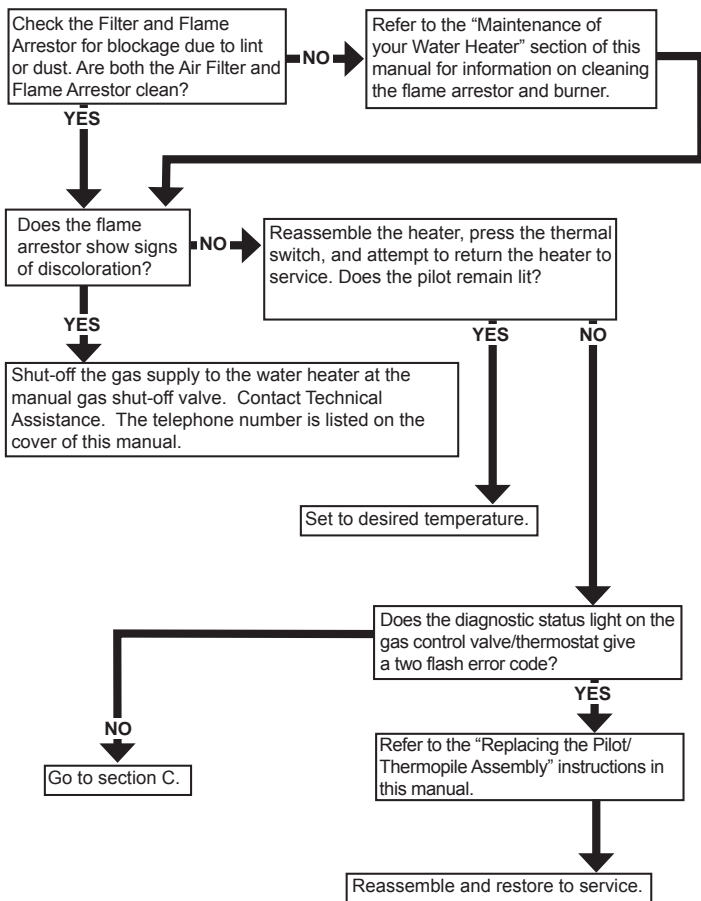 Check the Filter and Flame
Arrestor for blockage due to lint
or dust. Are both the Air Filter and
Flame Arrestor clean?
NO
Refer to the “Maintenance of
your Water Heater” section of this
manual for information on cleaning
the flame arrestor and burner.
YES
Does the flame
arrestor show signs
of discoloration?
NO
Reassemble the heater, press the thermal
switch, and attempt to return the heater to
service. Does the pilot remain lit?
YES
YES
NO
Shut-off the gas supply to the water heater at the
manual gas shut-off valve.  Contact Technical
Assistance.  The telephone number is listed on the
cover of this manual.
Set to desired temperature.
Does the diagnostic status light on the
gas control valve/thermostat give
a two flash error code?
YES
NO
Refer to the “Replacing the Pilot/
Thermopile Assembly” instructions in
this manual.
Go to section C.
Reassemble and restore to service.